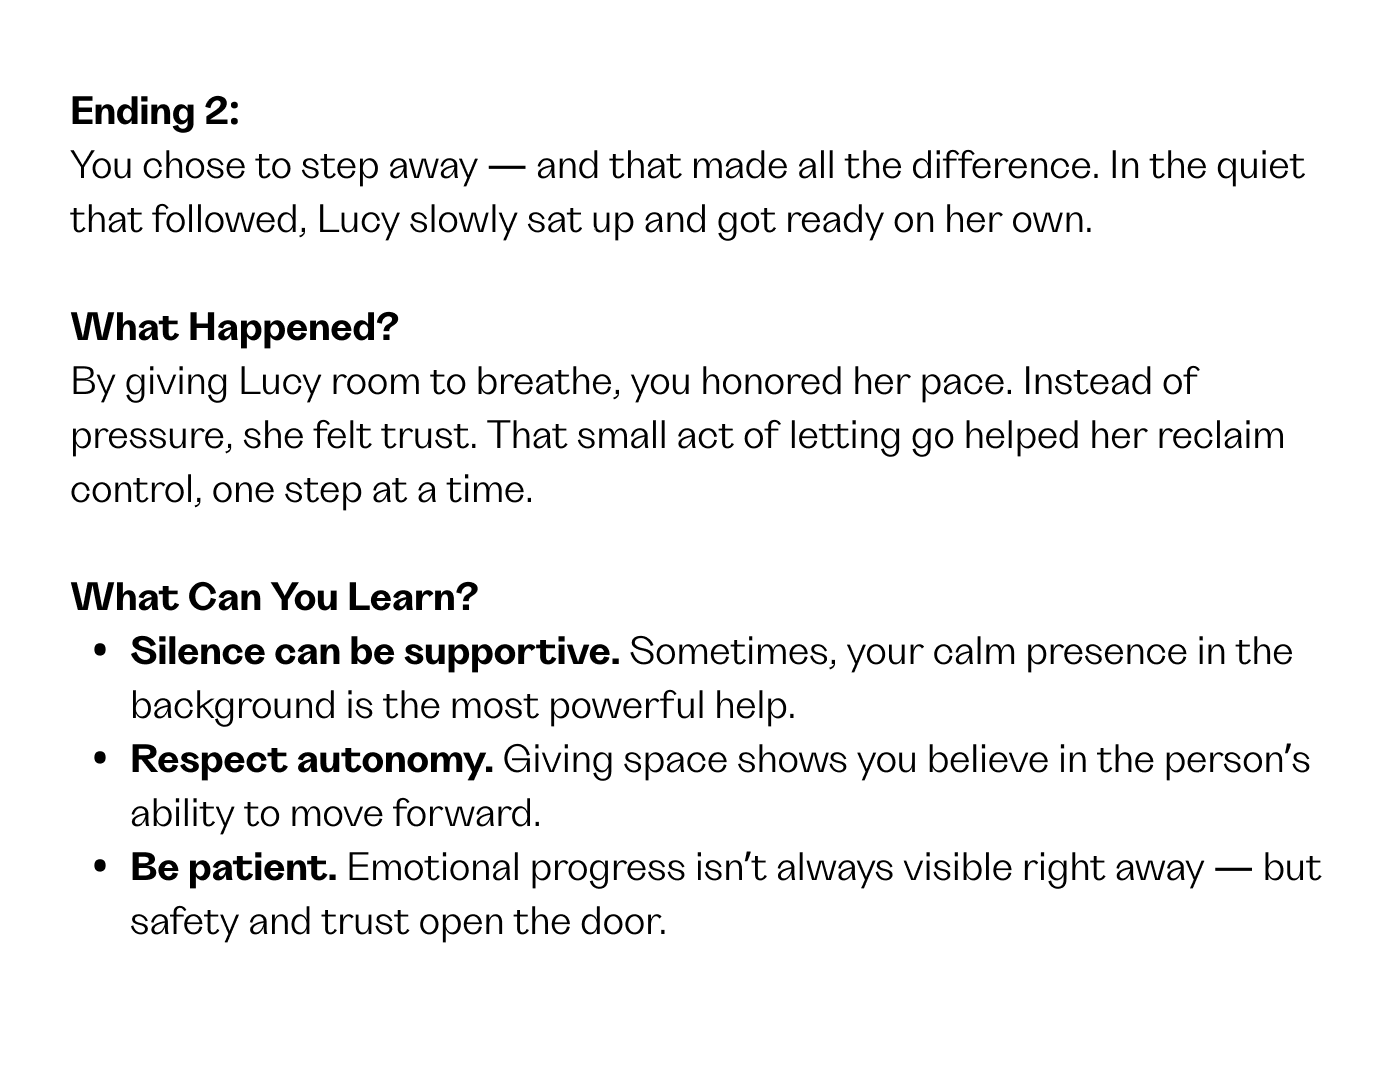 Ending 2:
You chose to step away — and that made all the difference. In the quiet
that followed, Lucy slowly sat up and got ready on her own.
What Happened?
By giving Lucy room to breathe, you honored her pace. Instead of
pressure, she felt trust. That small act of letting go helped her reclaim
control, one step at a time.
What Can You Learn?
• Silence can be supportive. Sometimes, your calm presence in the
background is the most powerful help.
• Respect autonomy. Giving space shows you believe in the person's
ability to move forward.
• Be patient. Emotional progress isn't always visible right away — but
safety and trust open the door.